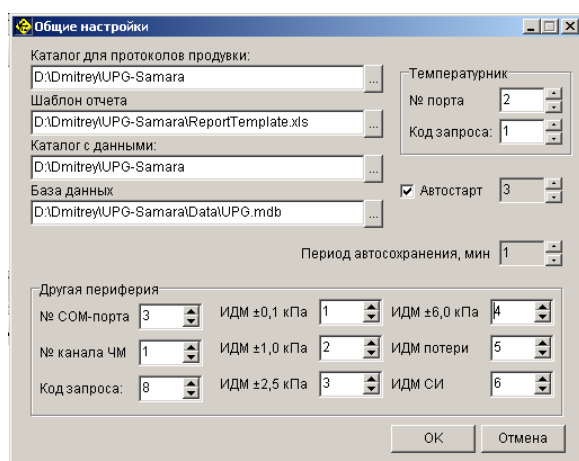 Общие настройки
Каталог для протоколов продувки:
D:\Dmitrey\UPG-Samara ...
Шаблон отчета
D:\Dmitrey\UPG-Samara\ReportTemplate.xls ...
Каталог с данными:
D:\Dmitrey\UPG-Samara ...
База данных
D:\Dmitrey\UPG-Samara\Data\UPG.mdb ...
Температурник
№ порта 2
Код запроса: 1
Автостарт 3
Период автосохранения, мин 1
Другая периферия
№ COM-порта 3 ИДМ ±0,1 кПа 1 ИДМ ±6,0 кПа 4
№ канала ЧМ 1 ИДМ ±1,0 кПа 2 ИДМ потери 5
Код запроса: 8 ИДМ ±2,5 кПа 3 ИДМ СИ 6
OK Отмена